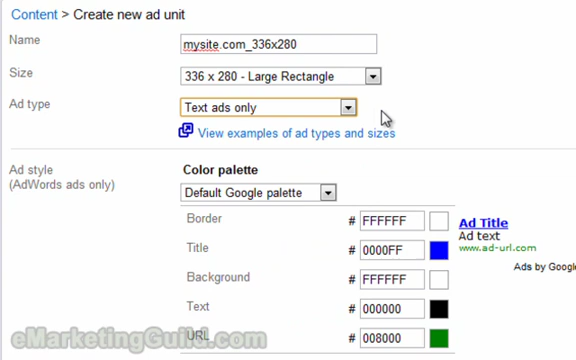 Content > Create new ad unit
Name
mysite.com_336x280
Size
336 x 280 - Large Rectangle
Ad type
Text ads only
View examples of ad types and sizes
Ad style
(AdWords ads only)
Color palette
Default Google palette
Border # FFFFFF
Title # 0000FF
Background # FFFFFF
Text # 000000
URL # 008000
Ad Title
Ad text
www.ad-url.com
Ads by Google
eMarketingGuild.com